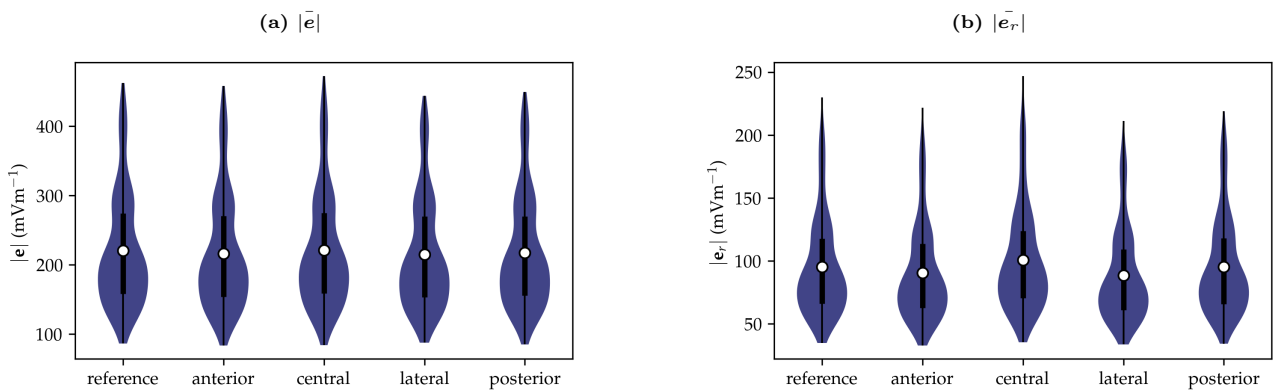 (a) |ē|
(b) |ē_r|
400
300
200
100
|e| (mVm⁻¹)
reference anterior central lateral posterior
250
200
150
100
50
|e_r| (mVm⁻¹)
reference anterior central lateral posterior